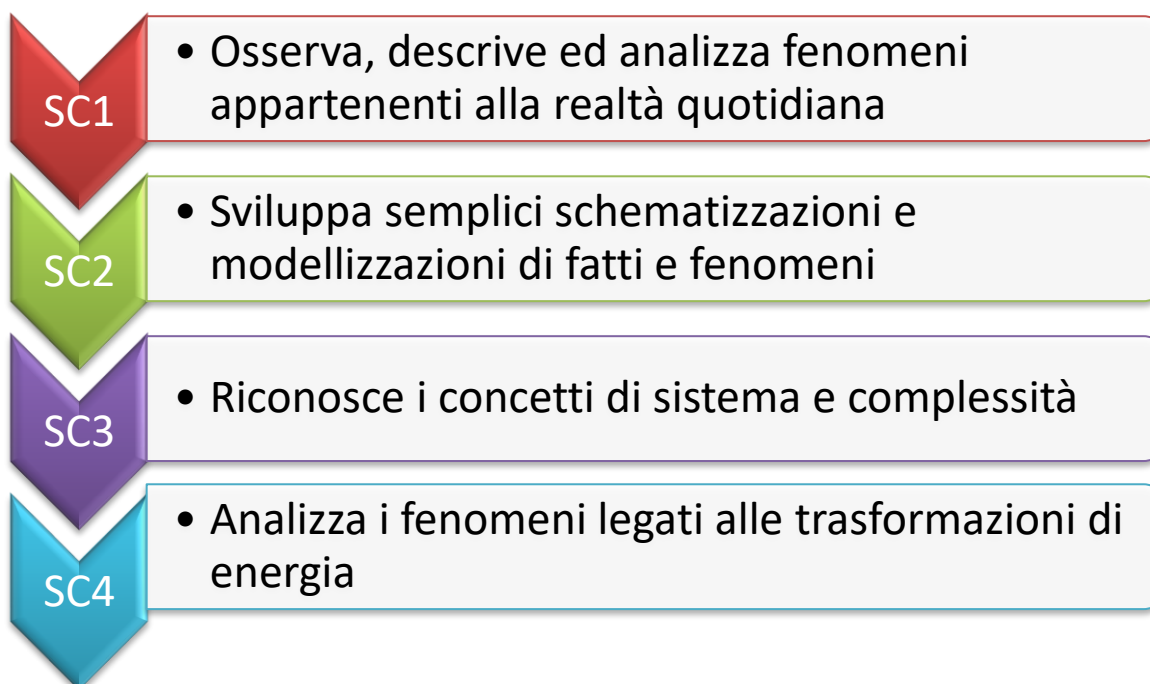 SC1
• Osserva, descrive ed analizza fenomeni
appartenenti alla realtà quotidiana
SC2
• Sviluppa semplici schematizzazioni e
modellizzazioni di fatti e fenomeni
SC3
• Riconosce i concetti di sistema e complessità
SC4
• Analizza i fenomeni legati alle trasformazioni di
energia